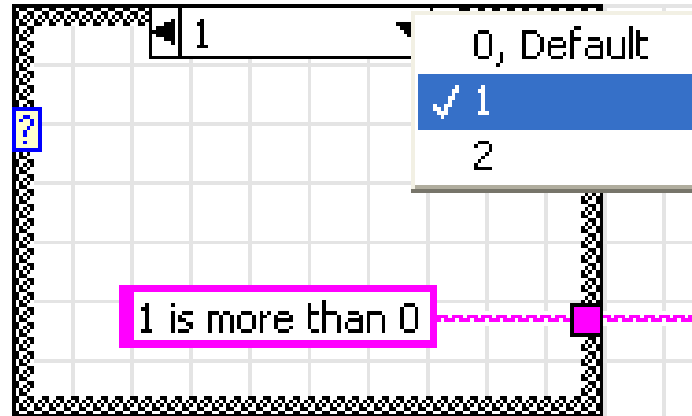 1
0, Default
✓ 1
2
?
1 is more than 0